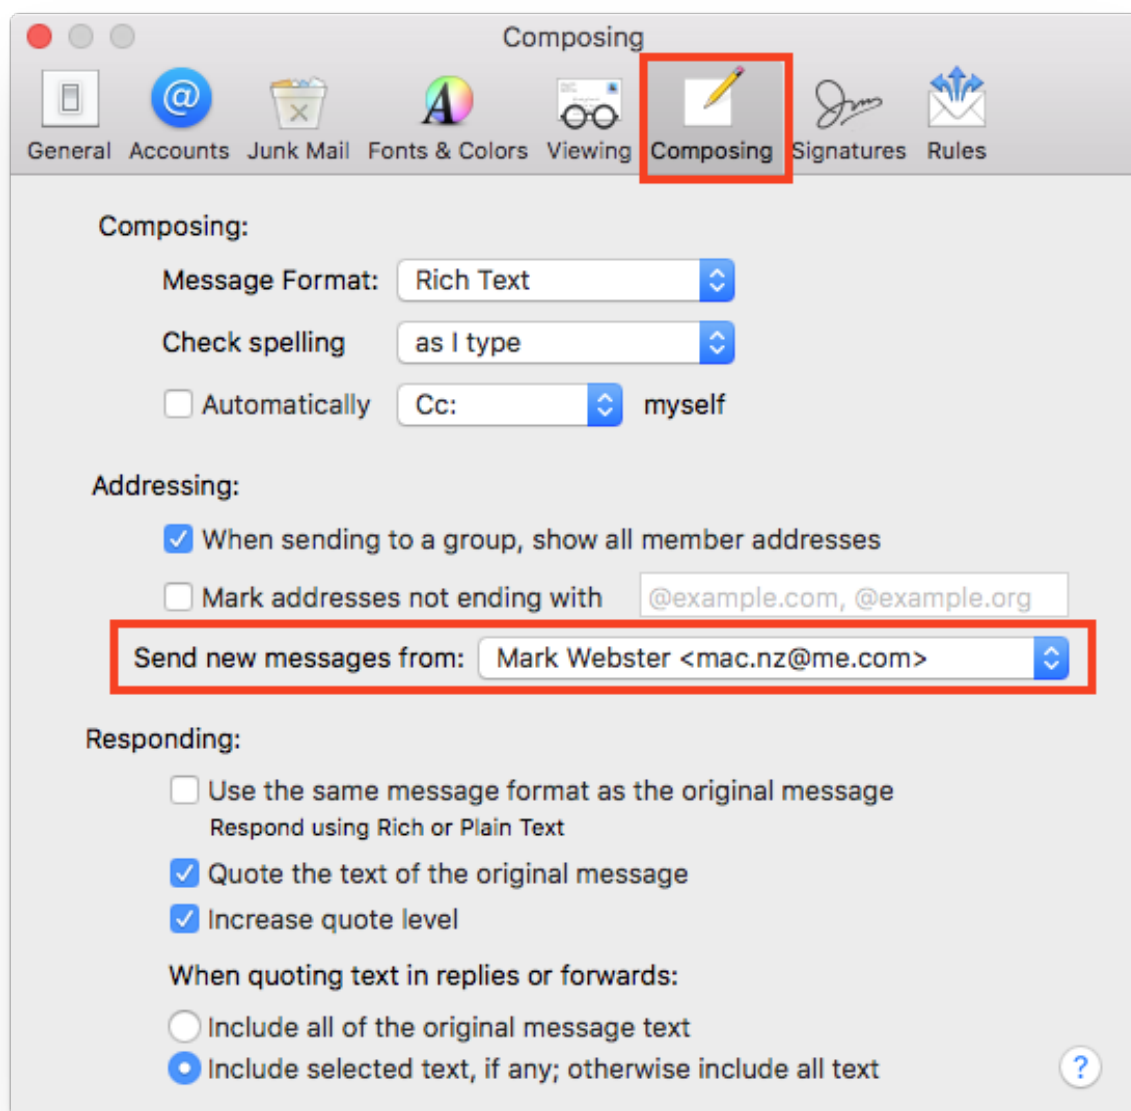 Composing
General Accounts Junk Mail Fonts & Colors Viewing Composing Signatures Rules
Composing:
Message Format: Rich Text
Check spelling as I type
Automatically Cc: myself
Addressing:
When sending to a group, show all member addresses
Mark addresses not ending with @example.com, @example.org
Send new messages from: Mark Webster <mac.nz@me.com>
Responding:
Use the same message format as the original message
Respond using Rich or Plain Text
Quote the text of the original message
Increase quote level
When quoting text in replies or forwards:
Include all of the original message text
Include selected text, if any; otherwise include all text
?